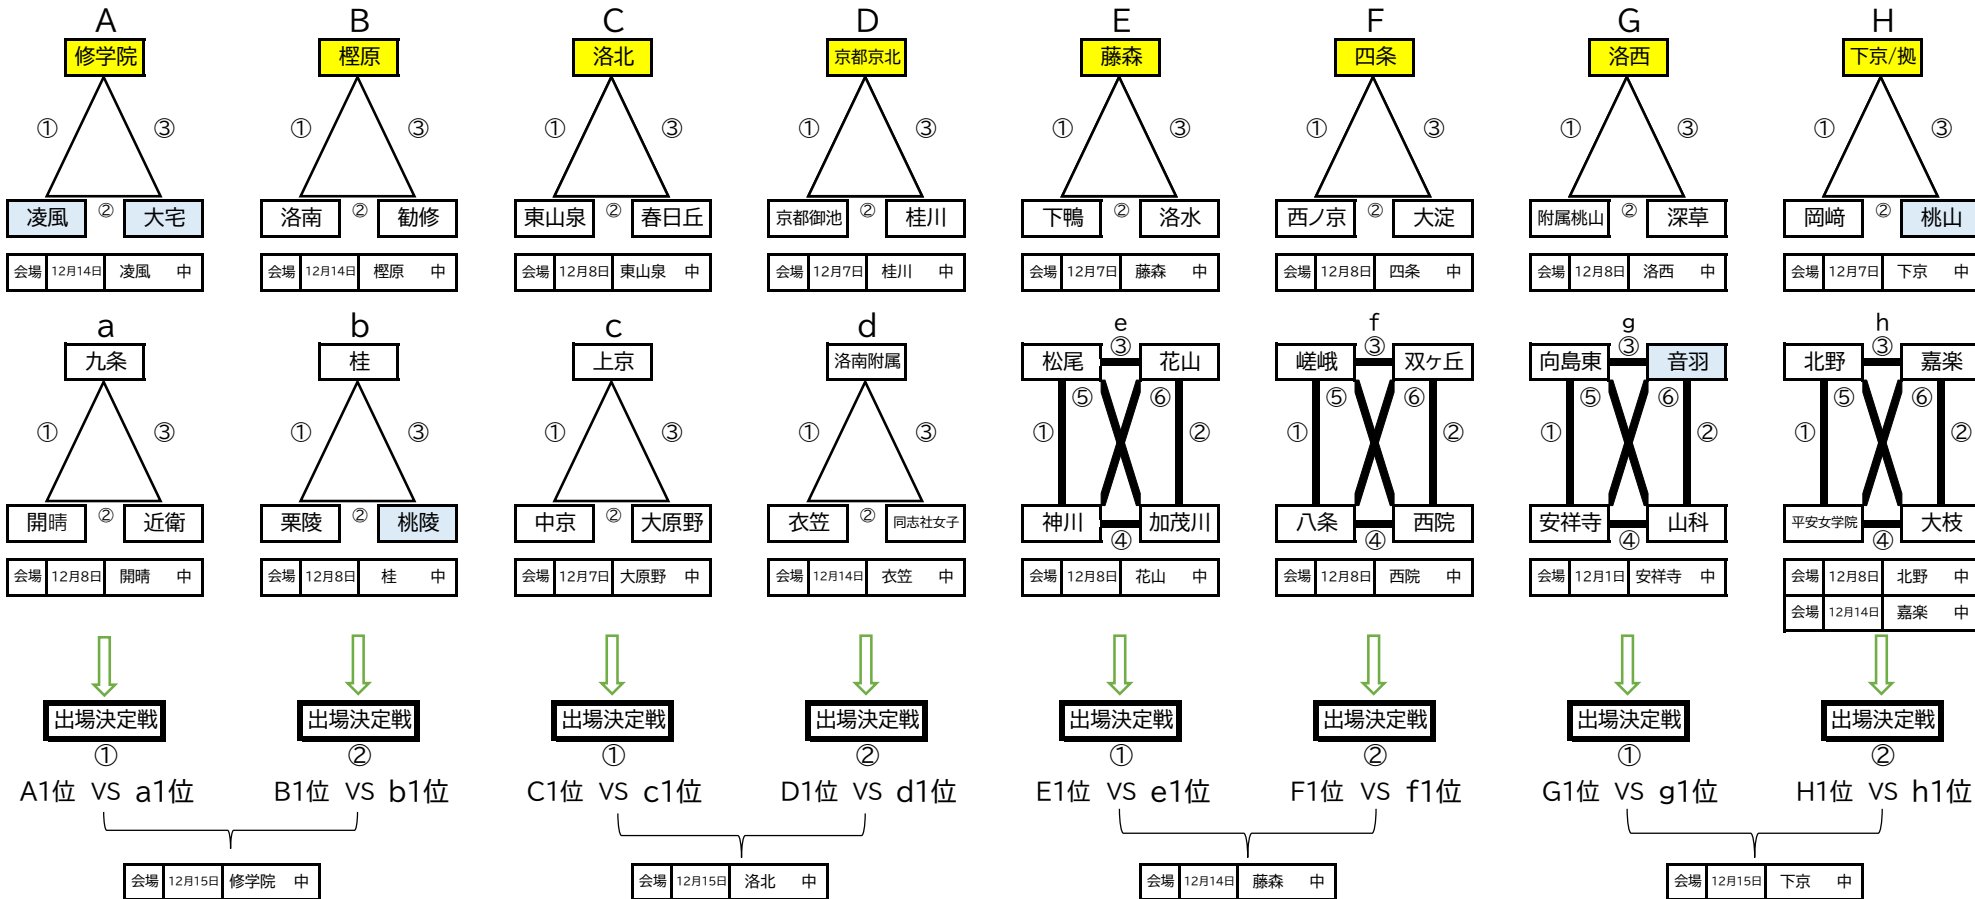 A B C D E F G H
修学院 樫原 洛北 京都京北 藤森 四条 洛西 下京/拠
① ③ ① ③ ① ③ ① ③ ① ③ ① ③ ① ③ ① ③
凌風 ② 大宅 洛南 ② 勧修 東山泉 ② 春日丘 京都御池 ② 桂川 下鴨 ② 洛水 西ノ京 ② 大淀 附属桃山 ② 深草 岡﨑 ② 桃山
会場 12月14日 凌風 中 会場 12月14日 樫原 中 会場 12月8日 東山泉 中 会場 12月7日 桂川 中 会場 12月7日 藤森 中 会場 12月8日 四条 中 会場 12月8日 洛西 中 会場 12月7日 下京 中
a b c d e f g h
九条 桂 上京 洛南附属 松尾 ③ 花山 嵯峨 ③ 双ヶ丘 向島東 ③ 音羽 北野 ③ 嘉楽
⑤ ⑥ ⑤ ⑥ ⑤ ⑥ ⑤ ⑥
① ③ ① ③ ① ③ ① ③ ① ② ① ② ① ② ① ②
開晴 ② 近衛 栗陵 ② 桃陵 中京 ② 大原野 衣笠 ② 同志社女子 神川 ④ 加茂川 八条 ④ 西院 安祥寺 ④ 山科 平安女学院 ④ 大枝
会場 12月8日 開晴 中 会場 12月8日 桂 中 会場 12月7日 大原野 中 会場 12月14日 衣笠 中 会場 12月8日 花山 中 会場 12月8日 西院 中 会場 12月1日 安祥寺 中 会場 12月8日 北野 中
会場 12月14日 嘉楽 中
出場決定戦 出場決定戦 出場決定戦 出場決定戦 出場決定戦 出場決定戦 出場決定戦 出場決定戦
① ② ① ② ① ② ① ②
A1位 VS a1位 B1位 VS b1位 C1位 VS c1位 D1位 VS d1位 E1位 VS e1位 F1位 VS f1位 G1位 VS g1位 H1位 VS h1位
会場 12月15日 修学院 中 会場 12月15日 洛北 中 会場 12月14日 藤森 中 会場 12月15日 下京 中